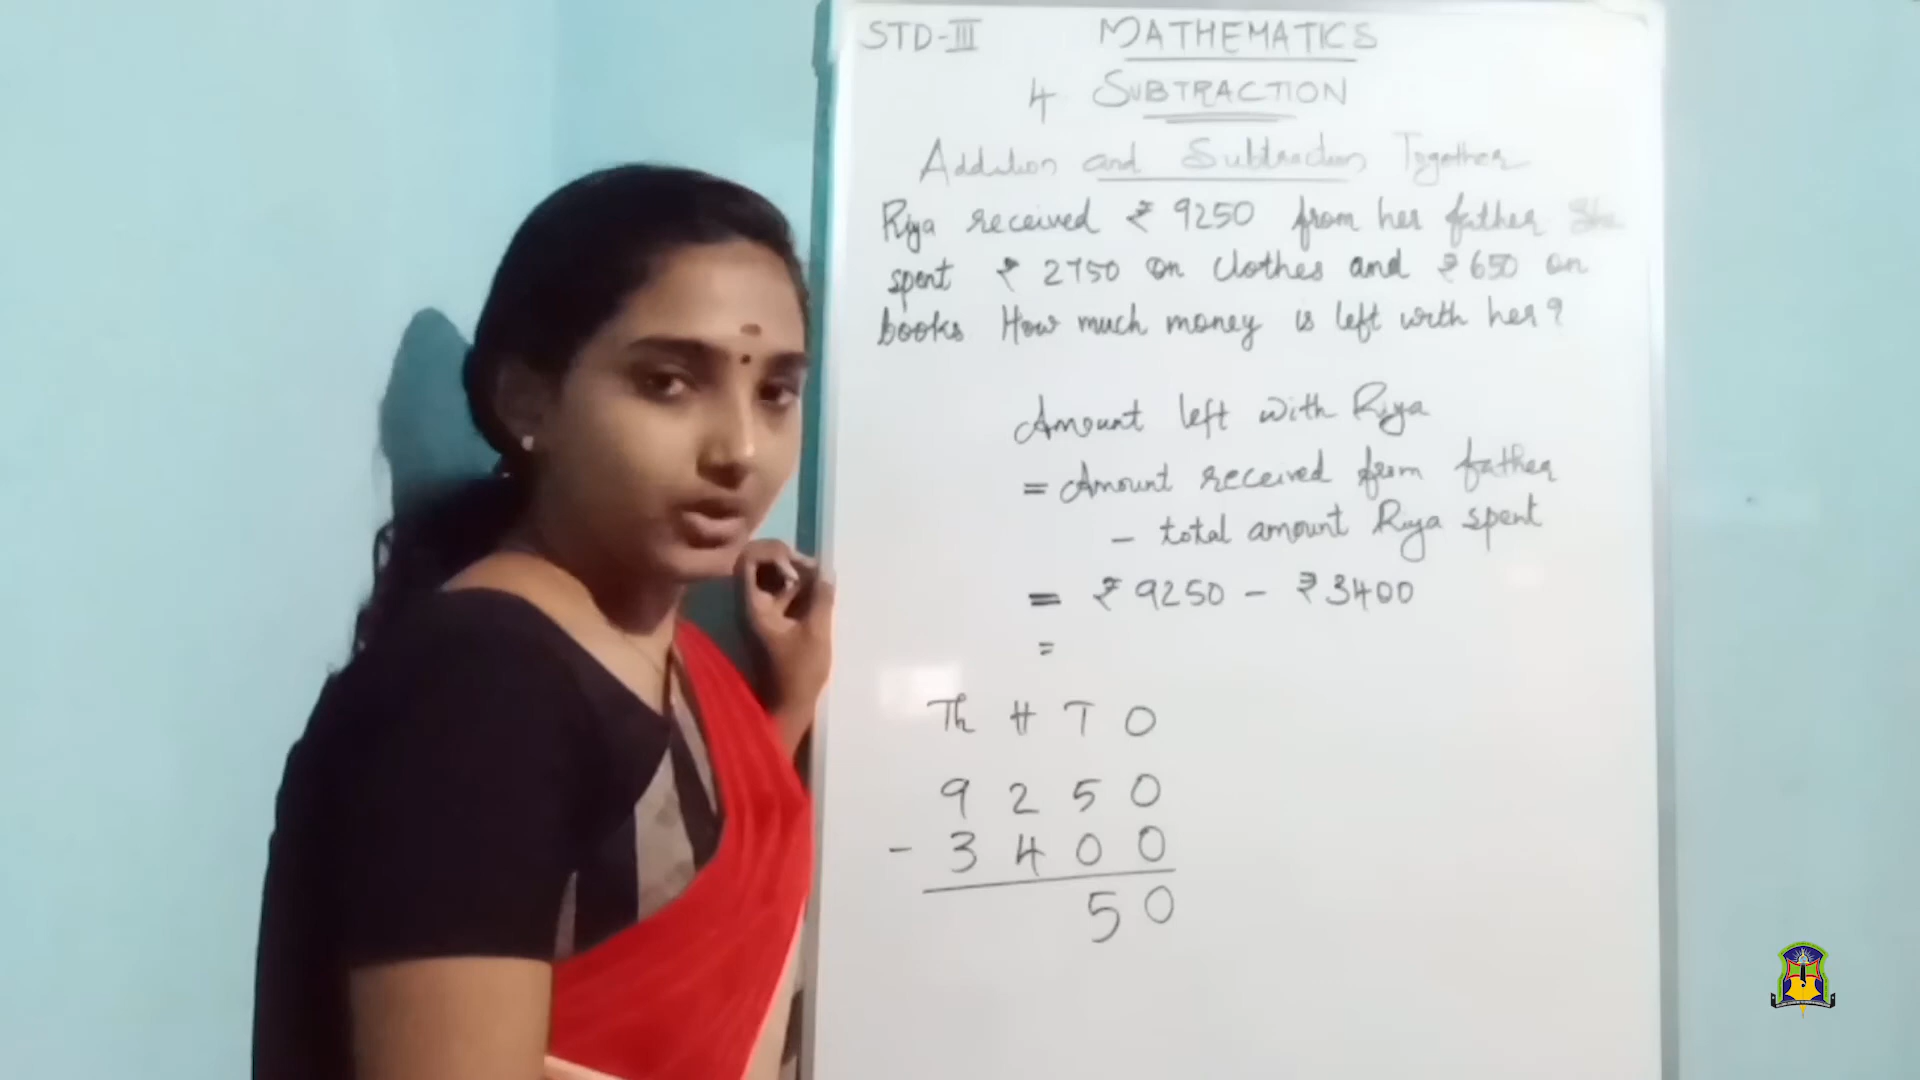 STD-III MATHEMATICS
4 SUBTRACTION
Addition and Subtraction Together
Riya received ₹ 9250 from her father She
spent ₹ 2750 on clothes and ₹ 650 on
books How much money is left with her?
Amount left with Riya
= Amount received from father
- total amount Riya spent
= ₹ 9250 - ₹ 3400
=
Th H T O
9 2 5 0
- 3 4 0 0
5 0